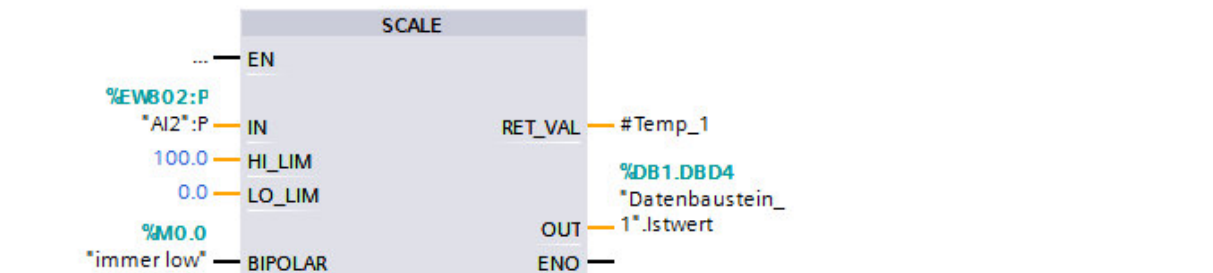 SCALE
... EN
%EW802:P
"AI2":P IN RET_VAL #Temp_1
100.0 HI_LIM
%DB1.DBD4
0.0 LO_LIM "Datenbaustein_
%M0.0 OUT 1".Istwert
"immer low" BIPOLAR ENO